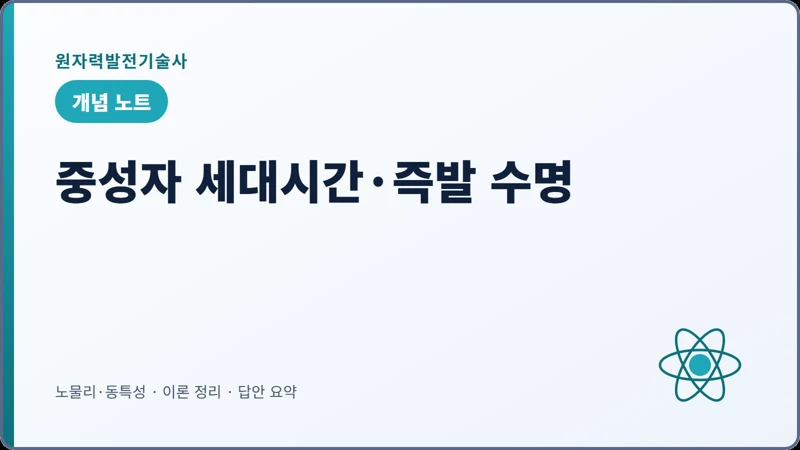 원자력발전기술사
개념 노트
중성자 세대시간·즉발 수명
노물리·동특성 · 이론 정리 · 답안 요약